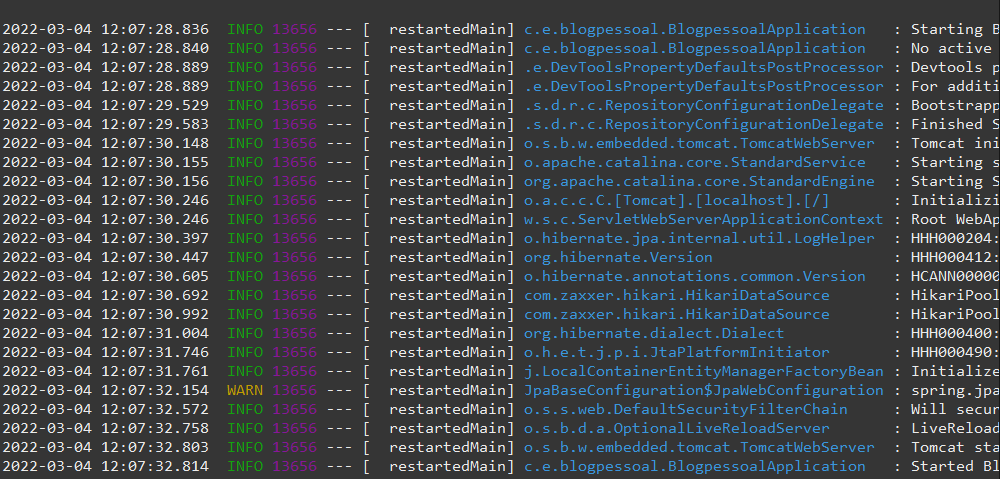 2022-03-04 12:07:28.836  INFO 13656 --- [  restartedMain] c.e.blogpessoal.BlogpessoalApplication   : Starting B
2022-03-04 12:07:28.840  INFO 13656 --- [  restartedMain] c.e.blogpessoal.BlogpessoalApplication   : No active
2022-03-04 12:07:28.889  INFO 13656 --- [  restartedMain] .e.DevToolsPropertyDefaultsPostProcessor : Devtools p
2022-03-04 12:07:28.889  INFO 13656 --- [  restartedMain] .e.DevToolsPropertyDefaultsPostProcessor : For additi
2022-03-04 12:07:29.529  INFO 13656 --- [  restartedMain] .s.d.r.c.RepositoryConfigurationDelegate : Bootstrapp
2022-03-04 12:07:29.583  INFO 13656 --- [  restartedMain] .s.d.r.c.RepositoryConfigurationDelegate : Finished S
2022-03-04 12:07:30.148  INFO 13656 --- [  restartedMain] o.s.b.w.embedded.tomcat.TomcatWebServer  : Tomcat ini
2022-03-04 12:07:30.155  INFO 13656 --- [  restartedMain] o.apache.catalina.core.StandardService   : Starting s
2022-03-04 12:07:30.156  INFO 13656 --- [  restartedMain] org.apache.catalina.core.StandardEngine  : Starting S
2022-03-04 12:07:30.246  INFO 13656 --- [  restartedMain] o.a.c.c.C.[Tomcat].[localhost].[/]       : Initializi
2022-03-04 12:07:30.246  INFO 13656 --- [  restartedMain] w.s.c.ServletWebServerApplicationContext : Root WebAp
2022-03-04 12:07:30.397  INFO 13656 --- [  restartedMain] o.hibernate.jpa.internal.util.LogHelper  : HHH000204:
2022-03-04 12:07:30.447  INFO 13656 --- [  restartedMain] org.hibernate.Version                    : HHH000412:
2022-03-04 12:07:30.605  INFO 13656 --- [  restartedMain] o.hibernate.annotations.common.Version   : HCANN00000
2022-03-04 12:07:30.692  INFO 13656 --- [  restartedMain] com.zaxxer.hikari.HikariDataSource       : HikariPool
2022-03-04 12:07:30.992  INFO 13656 --- [  restartedMain] com.zaxxer.hikari.HikariDataSource       : HikariPool
2022-03-04 12:07:31.004  INFO 13656 --- [  restartedMain] org.hibernate.dialect.Dialect            : HHH000400:
2022-03-04 12:07:31.746  INFO 13656 --- [  restartedMain] o.h.e.t.j.p.i.JtaPlatformInitiator       : HHH000490:
2022-03-04 12:07:31.761  INFO 13656 --- [  restartedMain] j.LocalContainerEntityManagerFactoryBean : Initialize
2022-03-04 12:07:32.154  WARN 13656 --- [  restartedMain] JpaBaseConfiguration$JpaWebConfiguration : spring.jpa
2022-03-04 12:07:32.572  INFO 13656 --- [  restartedMain] o.s.s.web.DefaultSecurityFilterChain     : Will secur
2022-03-04 12:07:32.758  INFO 13656 --- [  restartedMain] o.s.b.d.a.OptionalLiveReloadServer       : LiveReload
2022-03-04 12:07:32.803  INFO 13656 --- [  restartedMain] o.s.b.w.embedded.tomcat.TomcatWebServer  : Tomcat sta
2022-03-04 12:07:32.814  INFO 13656 --- [  restartedMain] c.e.blogpessoal.BlogpessoalApplication   : Started Bl